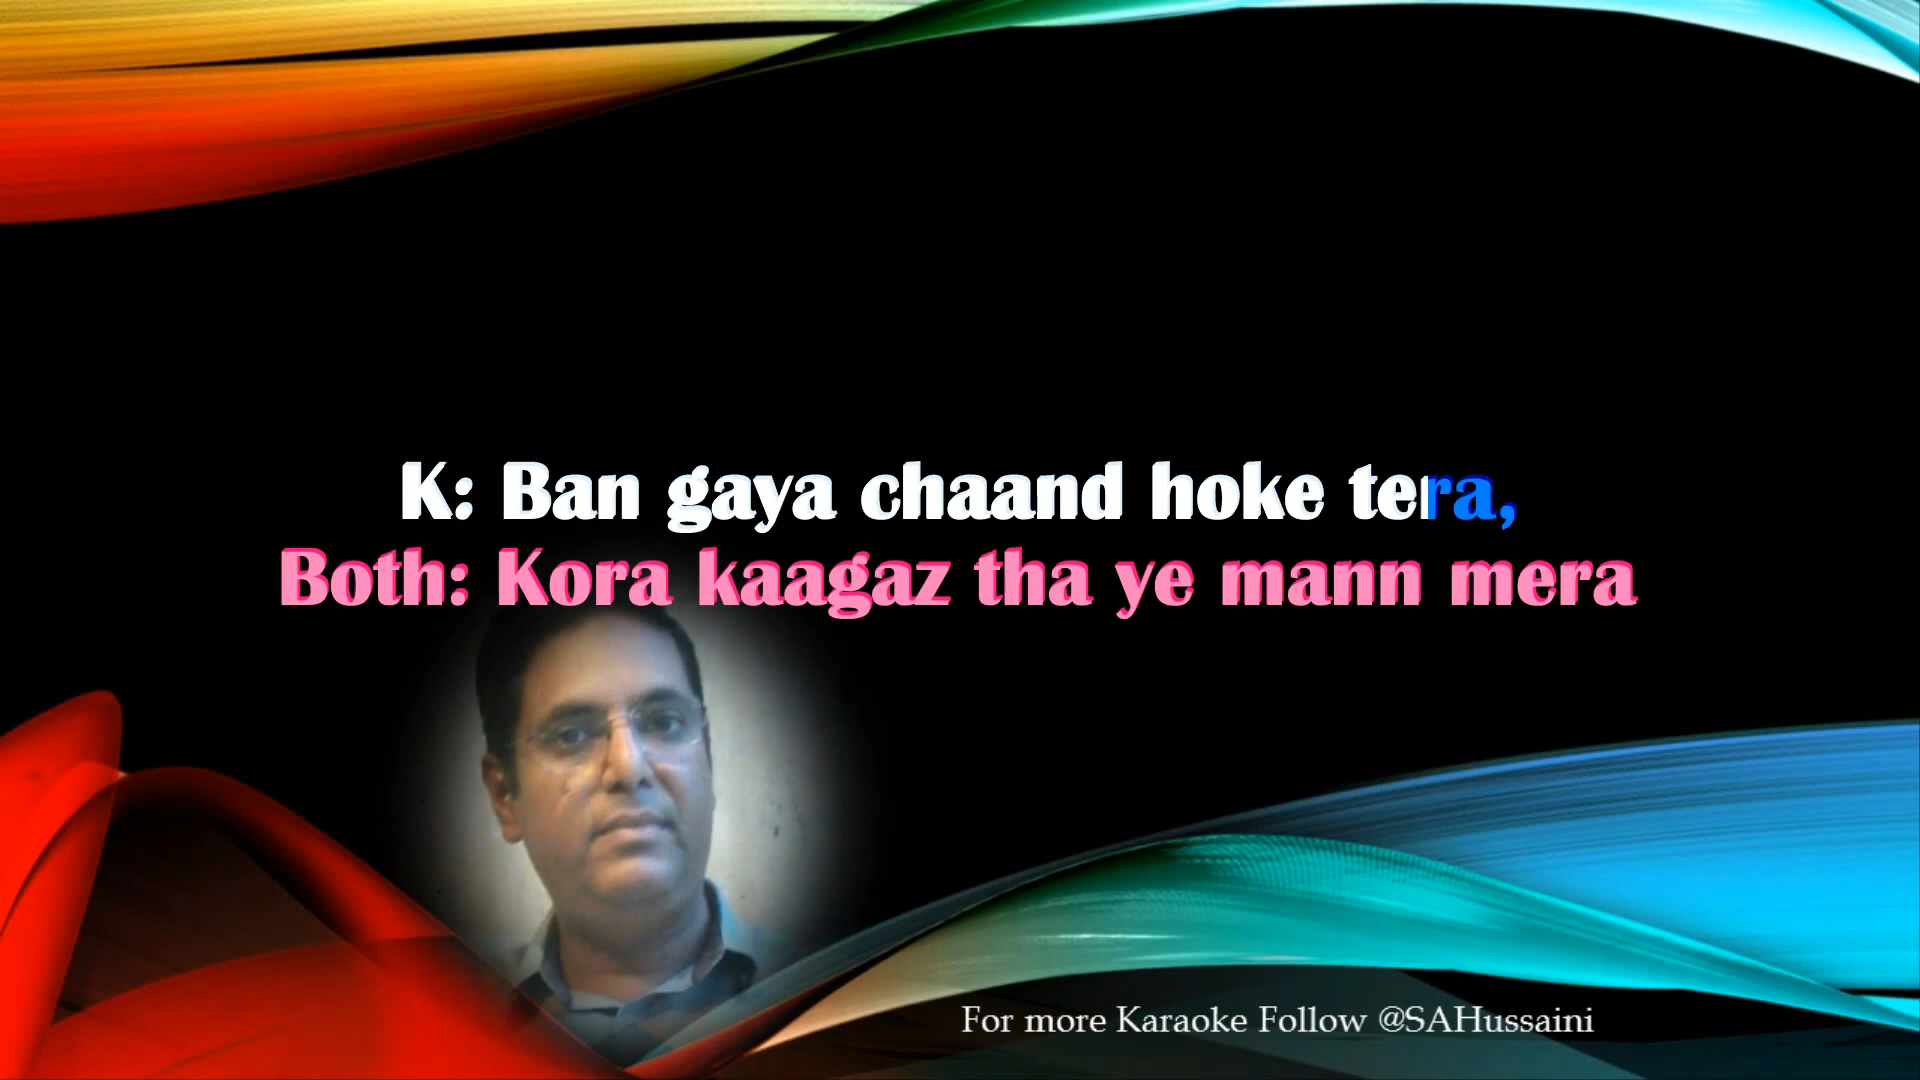 K: Ban gaya chaand hoke tera,
Both: Kora kaagaz tha ye mann mera
For more Karaoke Follow @SAHussaini